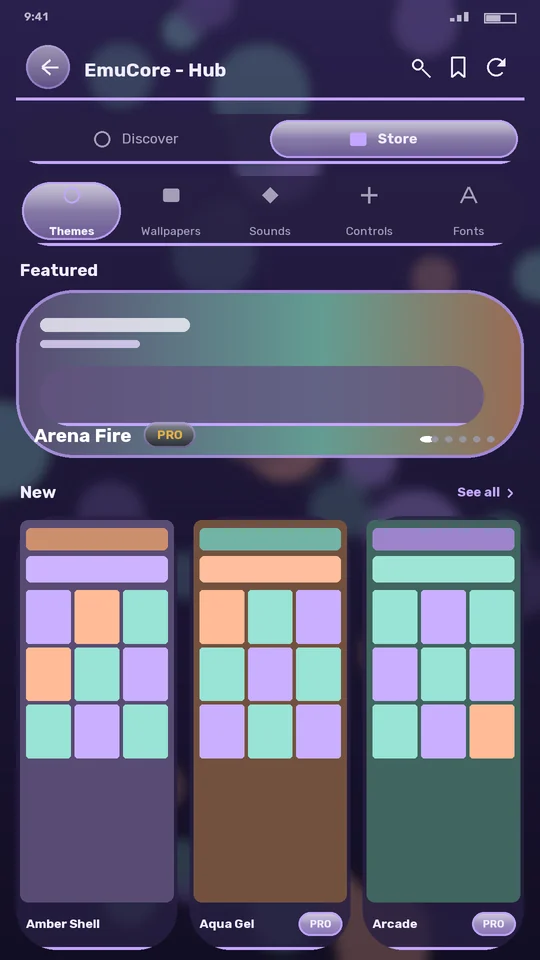 9:41
EmuCore - Hub
Discover
Store
Themes
Wallpapers
Sounds
Controls
Fonts
Featured
Arena Fire
PRO
New
See all
Amber Shell
Aqua Gel
PRO
Arcade
PRO